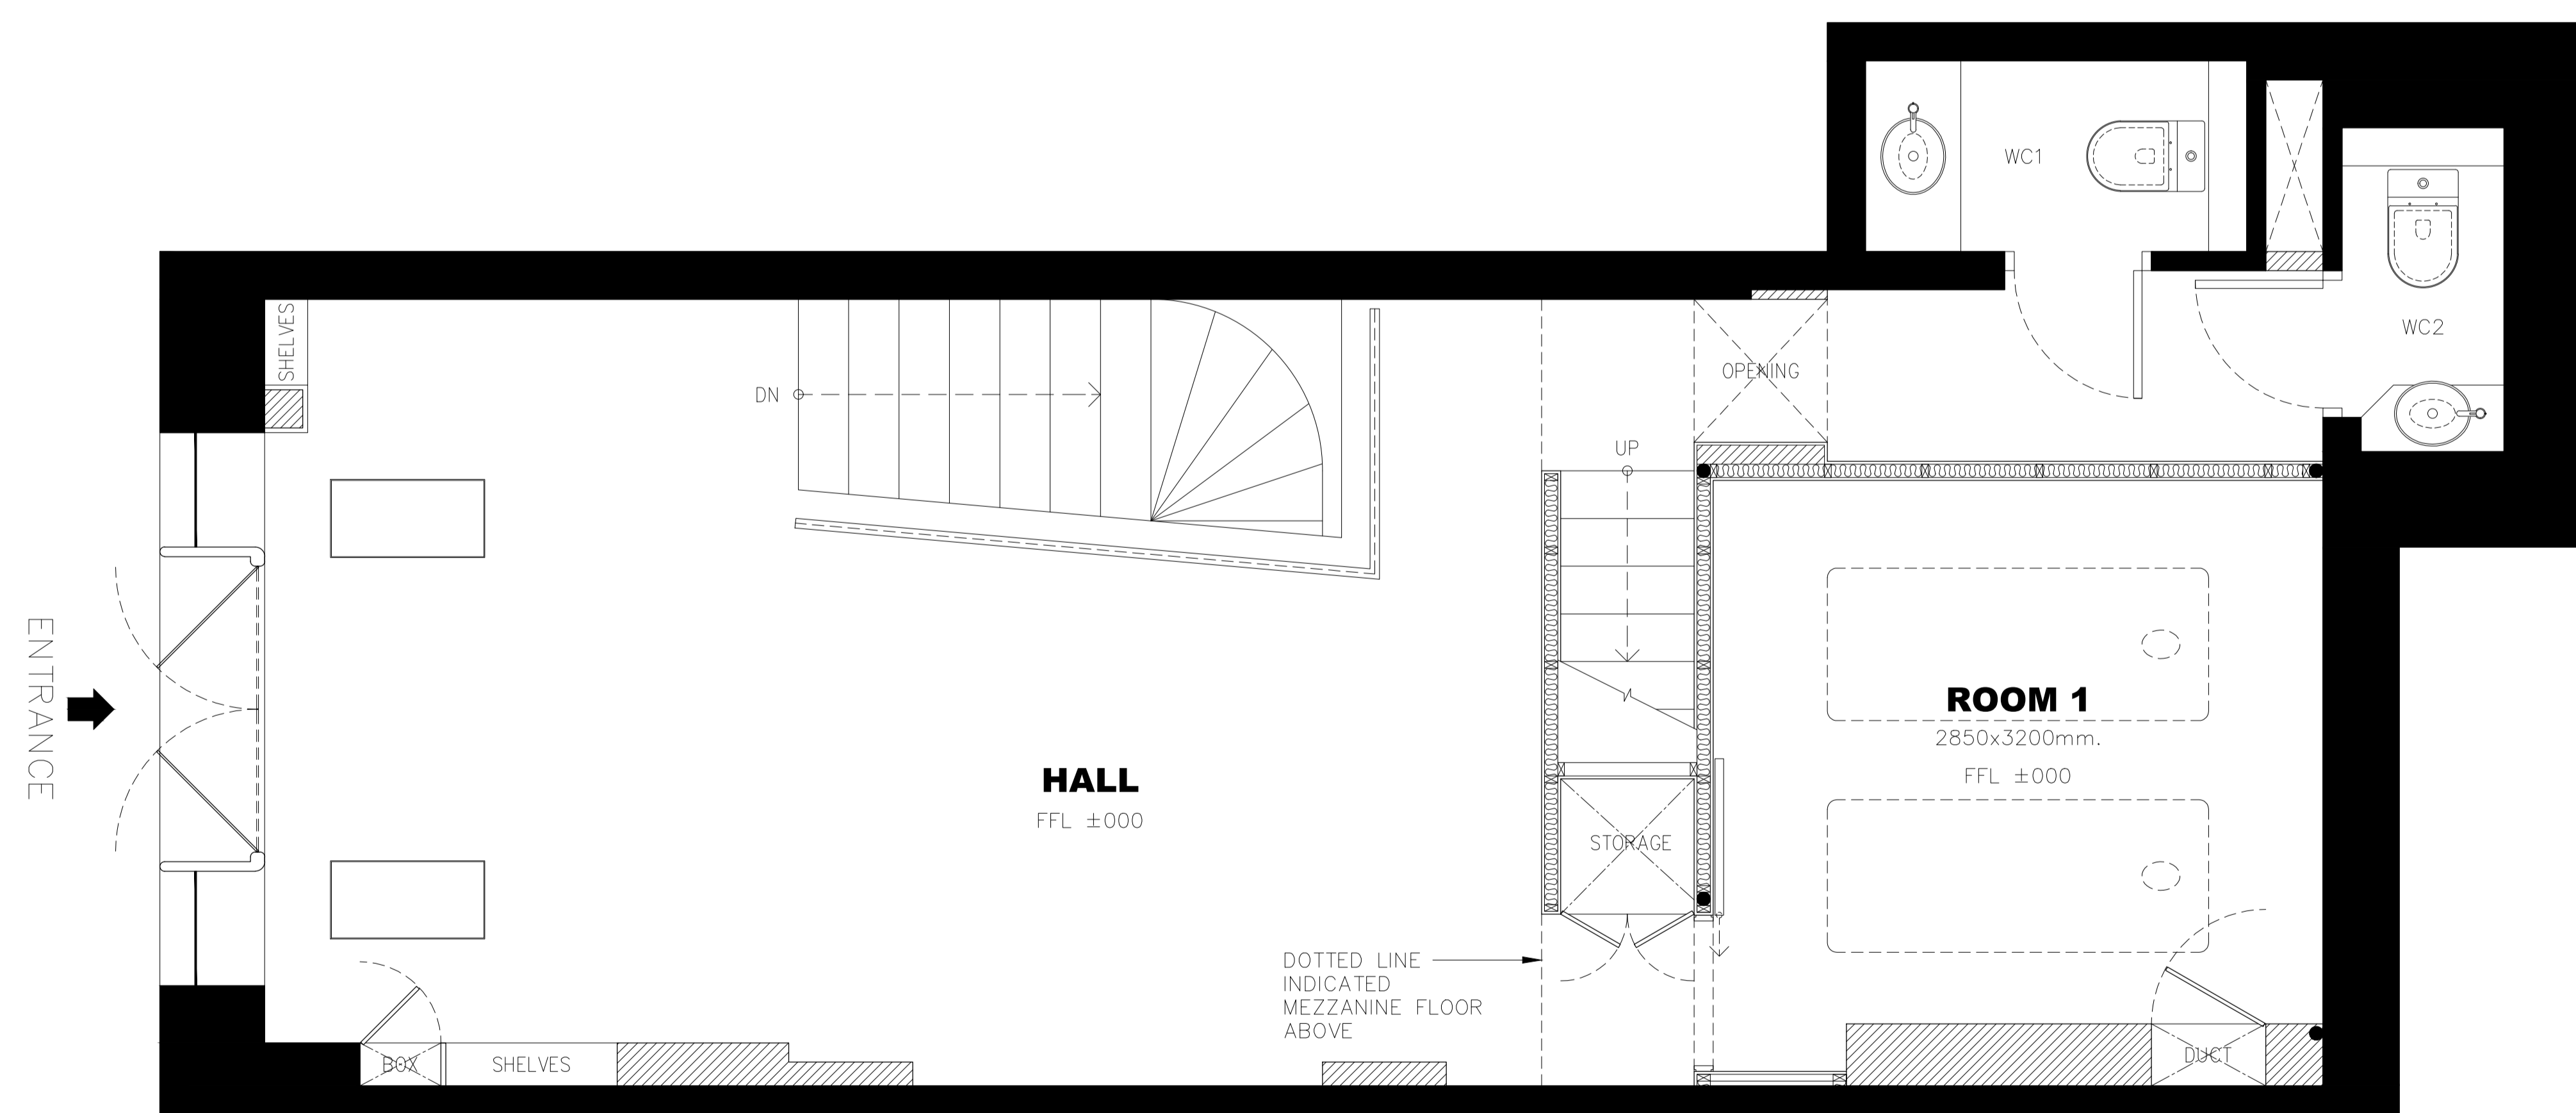 WC1
WC2
SHELVES
OPENING
DN
UP
ENTRANCE
ROOM 1
2850x3200mm.
FFL ±000
HALL
FFL ±000
STORAGE
DOTTED LINE
INDICATED
MEZZANINE FLOOR
ABOVE
BOX
SHELVES
DUCT